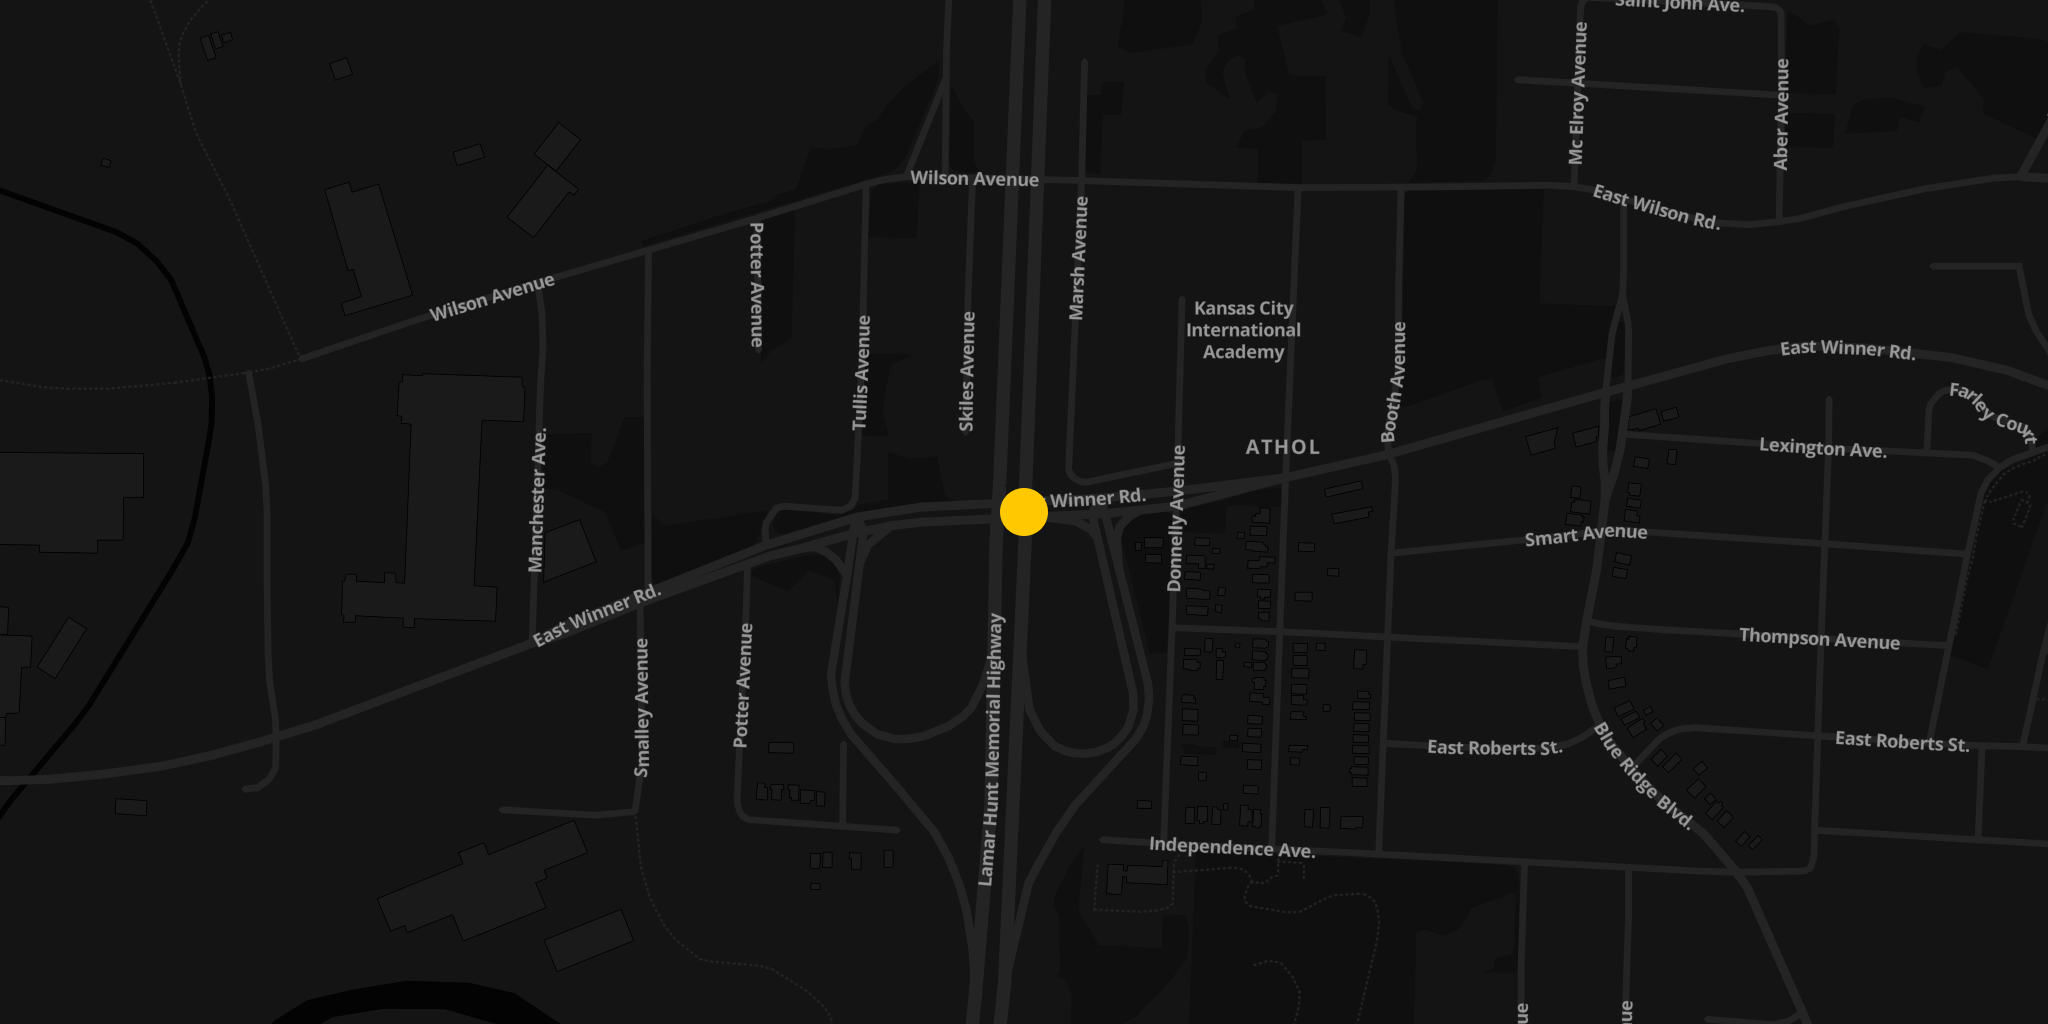 Saint John Ave.
Mc Elroy Avenue
Aber Avenue
Wilson Avenue
East Wilson Rd.
Potter Avenue
Marsh Avenue
Wilson Avenue
Kansas City
International
Academy
Tullis Avenue
Skiles Avenue
Booth Avenue
East Winner Rd.
Farley Court
Manchester Ave.
ATHOL
Lexington Ave.
Winner Rd.
Donnelly Avenue
Smart Avenue
East Winner Rd.
Smalley Avenue
Potter Avenue
Lamar Hunt Memorial Highway
Thompson Avenue
East Roberts St.
Blue Ridge Blvd.
East Roberts St.
Independence Ave.
ue
ue